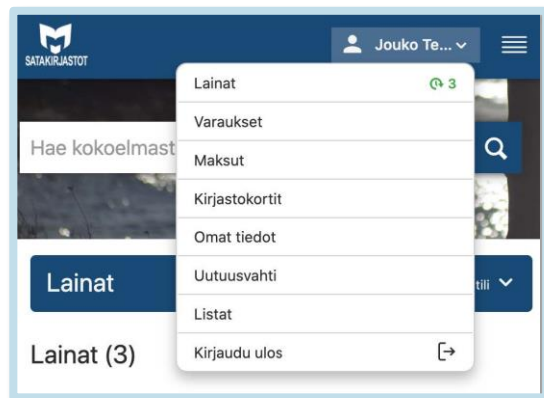 SATAKIRJASTOT
Jouko Te...
Lainat 3
Varaukset
Maksut
Kirjastokortit
Omat tiedot
Uutuusvahti
Listat
Kirjaudu ulos
Hae kokoelmast
Lainat
tili
Lainat (3)